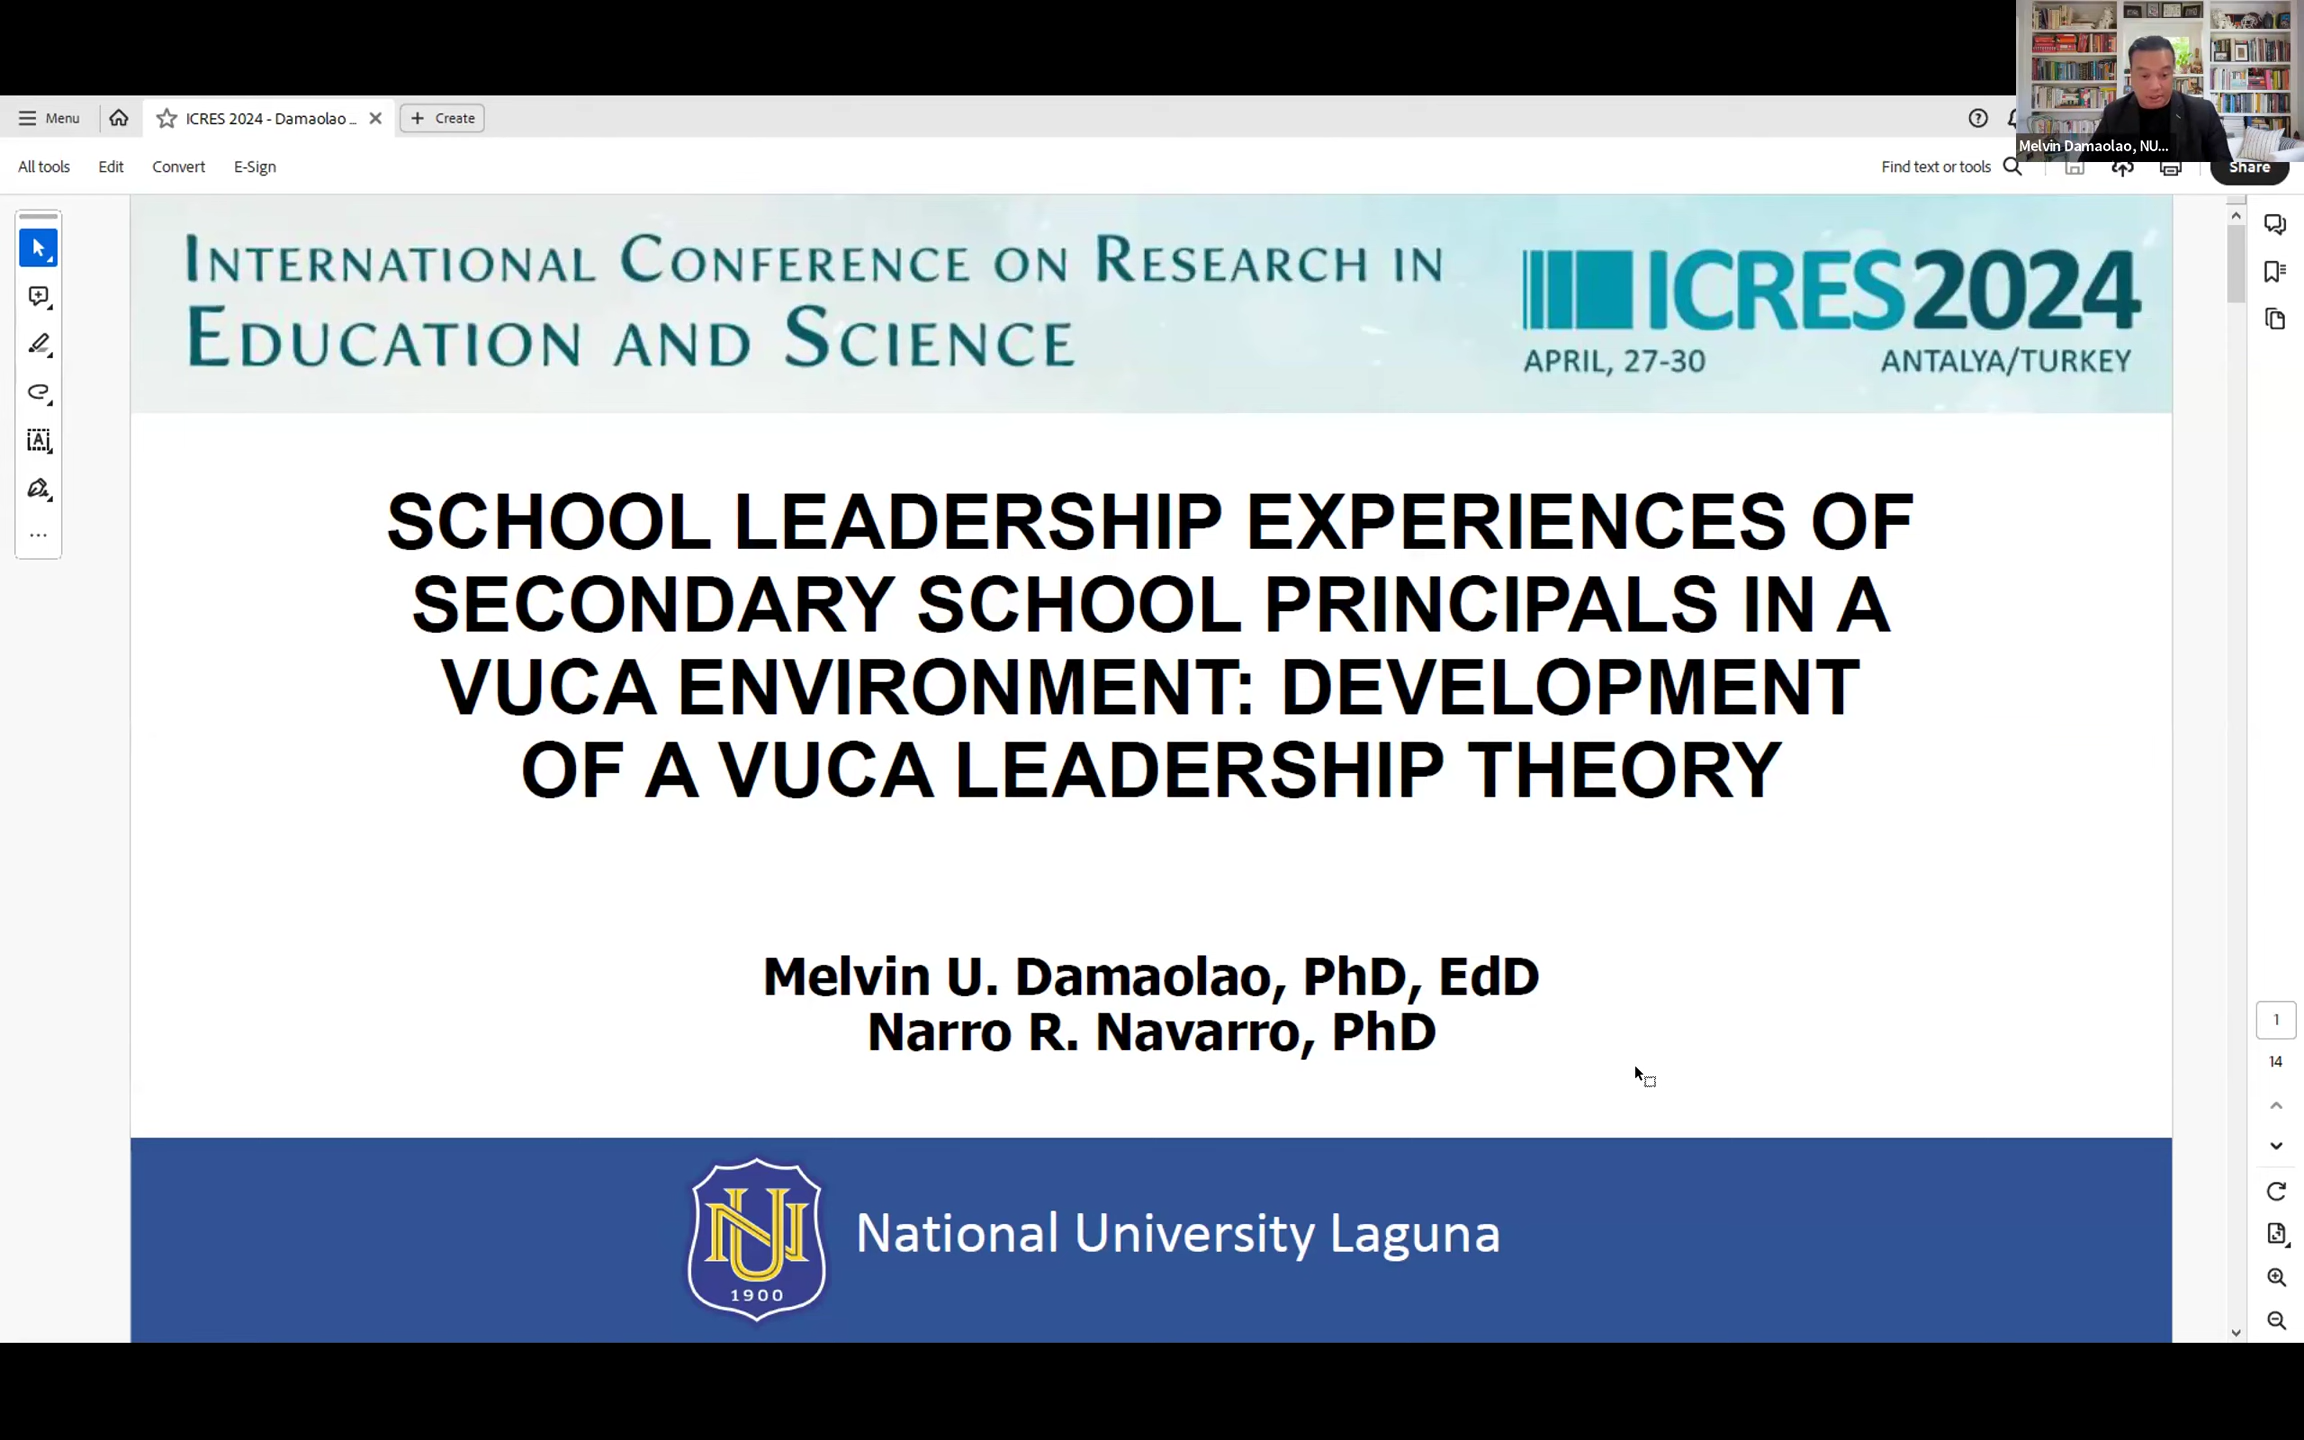 Menu
ICRES 2024 - Damaolao ...
Create
Melvin Damaolao, NU...
All tools
Edit
Convert
E-Sign
Find text or tools
Share
INTERNATIONAL CONFERENCE ON RESEARCH IN
EDUCATION AND SCIENCE
ICRES2024
APRIL, 27-30
ANTALYA/TURKEY
SCHOOL LEADERSHIP EXPERIENCES OF
SECONDARY SCHOOL PRINCIPALS IN A
VUCA ENVIRONMENT: DEVELOPMENT
OF A VUCA LEADERSHIP THEORY
Melvin U. Damaolao, PhD, EdD
Narro R. Navarro, PhD
1
14
NU
1900
National University Laguna